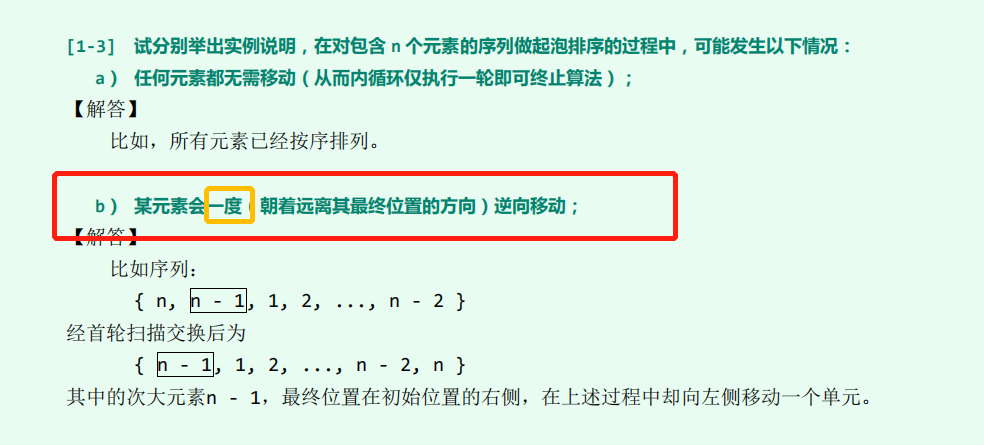 [1-3] 试分别举出实例说明，在对包含n个元素的序列做起泡排序的过程中，可能发生以下情况：
a） 任何元素都无需移动（从而内循环仅执行一轮即可终止算法）；
【解答】
比如，所有元素已经按序排列。
b） 某元素会一度（朝着远离其最终位置的方向）逆向移动；
【解答】
比如序列：
{ n, n - 1, 1, 2, ..., n - 2 }
经首轮扫描交换后为
{ n - 1, 1, 2, ..., n - 2, n }
其中的次大元素n - 1，最终位置在初始位置的右侧，在上述过程中却向左侧移动一个单元。